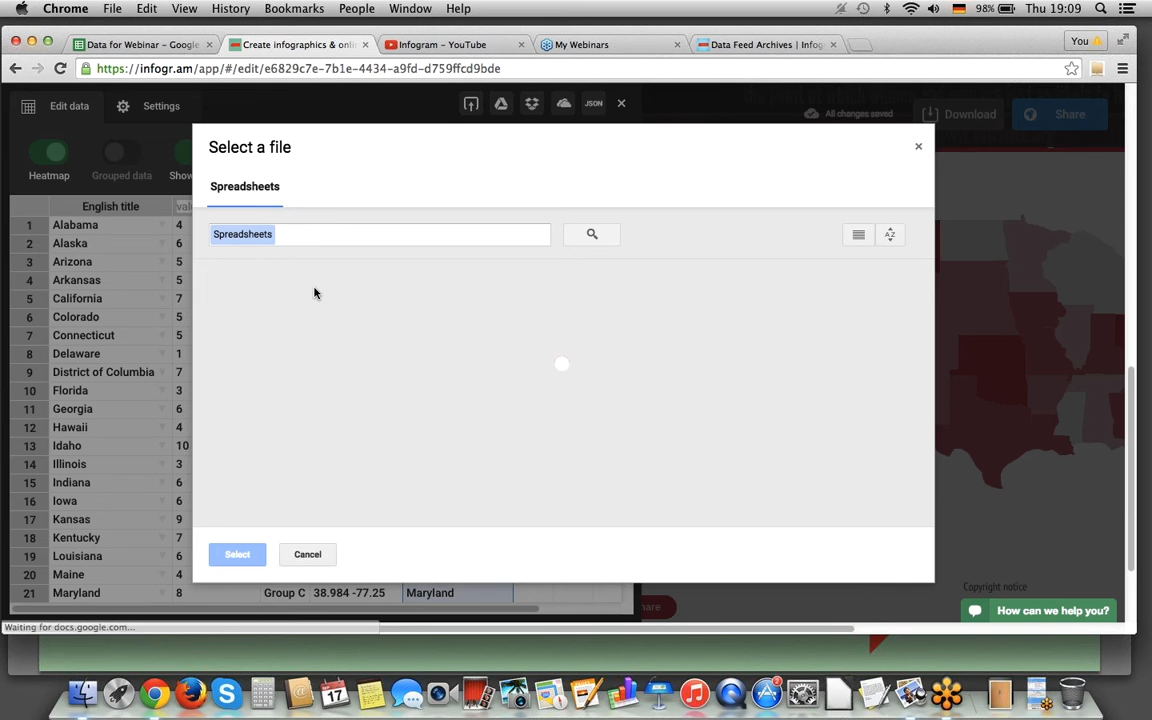 Chrome File Edit View History Bookmarks People Window Help 98% Thu 19:09
Data for Webinar - Google Create infographics & onli Infogram - YouTube My Webinars Data Feed Archives | Infog You
https://infogr.am/app/#/edit/e6829c7e-7b1e-4434-a9fd-d759ffcd9bde
Edit data Settings JSON All changes saved Download Share
Heatmap Grouped data Show
Select a file
Spreadsheets
Spreadsheets
Select Cancel
English title
1 Alabama 4
2 Alaska 6
3 Arizona 5
4 Arkansas 5
5 California 7
6 Colorado 5
7 Connecticut 5
8 Delaware 1
9 District of Columbia 7
10 Florida 3
11 Georgia 6
12 Hawaii 4
13 Idaho 10
14 Illinois 3
15 Indiana 6
16 Iowa 6
17 Kansas 9
18 Kentucky 7
19 Louisiana 6
20 Maine 4
21 Maryland 8 Group C 38.984 -77.25 Maryland
Copyright notice
How can we help you?
Waiting for docs.google.com...
17